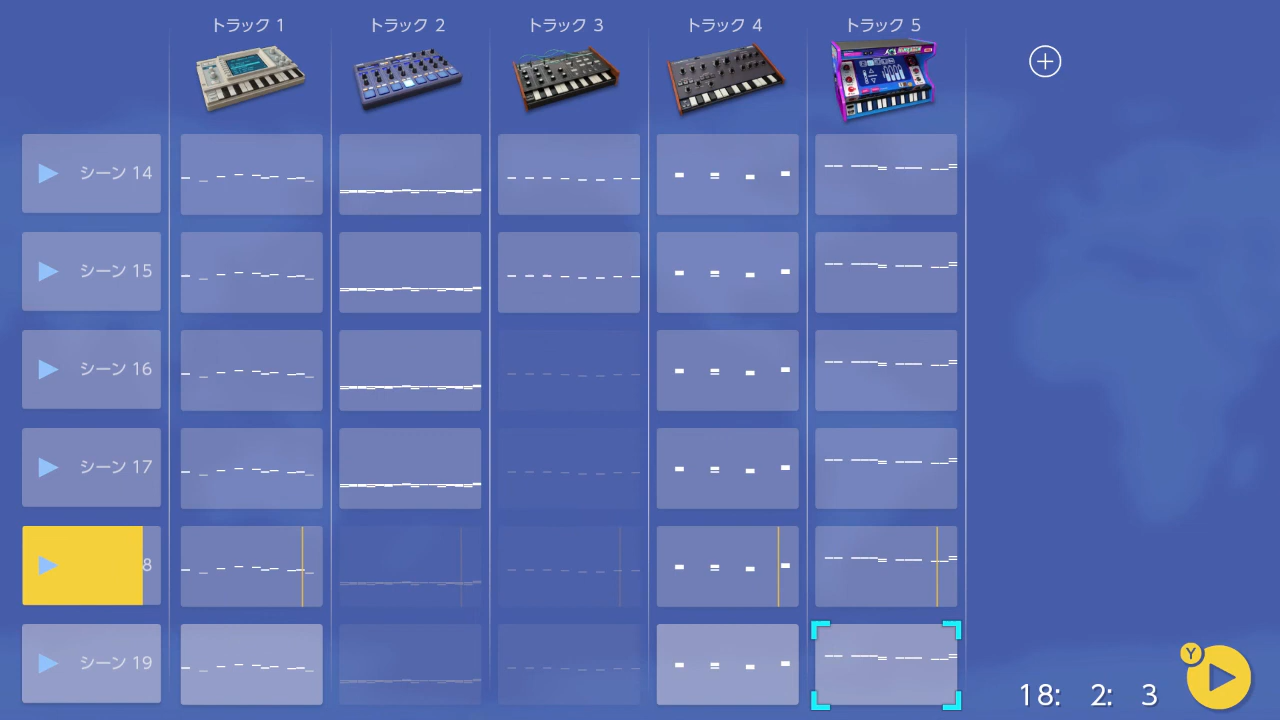 トラック 1
トラック 2
トラック 3
トラック 4
トラック 5
シーン 14
シーン 15
シーン 16
シーン 17
8
シーン 19
Y
18: 2: 3